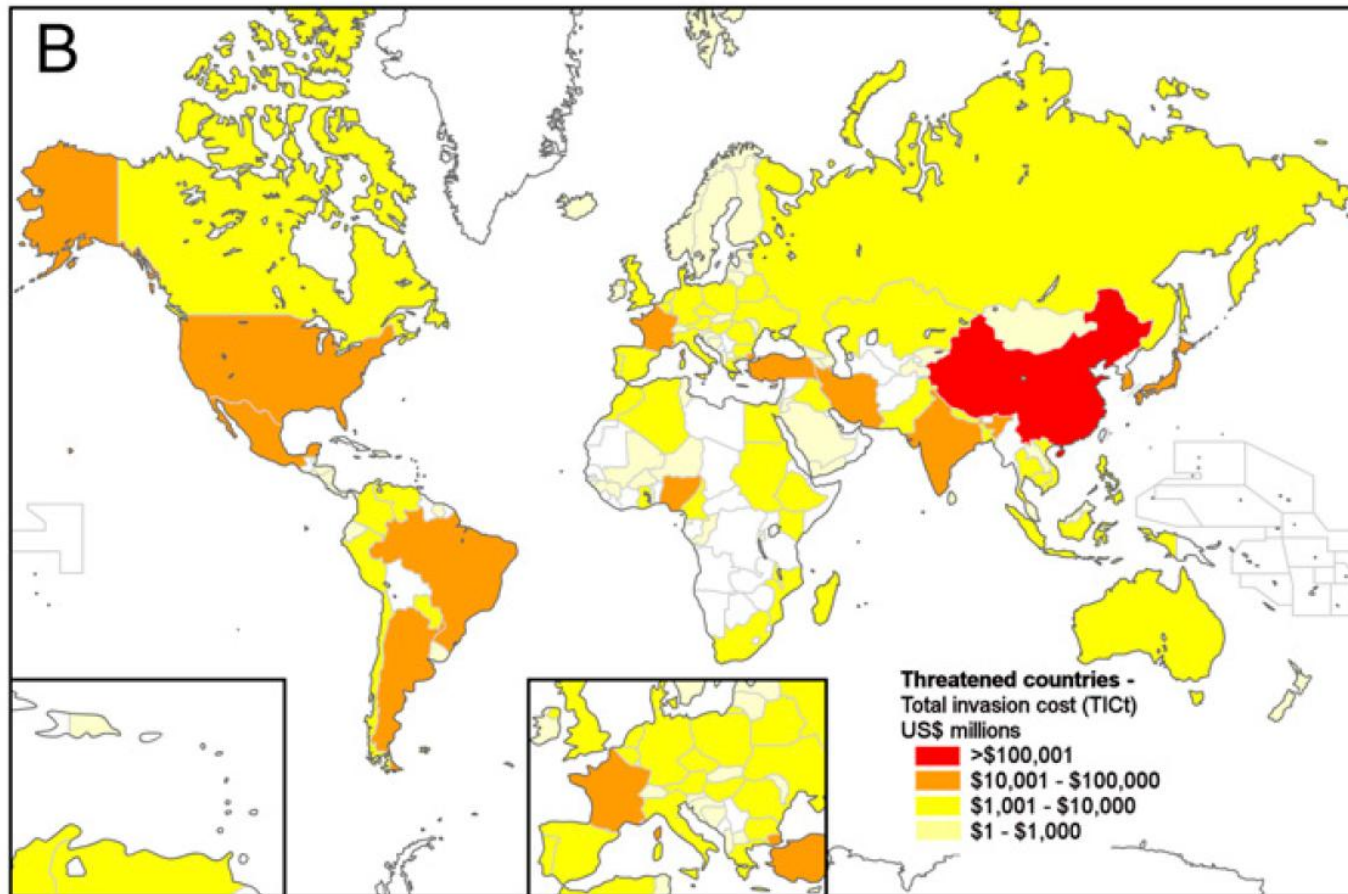 B
Threatened countries -
Total invasion cost (TICt)
US$ millions
>$100,001
$10,001 - $100,000
$1,001 - $10,000
$1 - $1,000